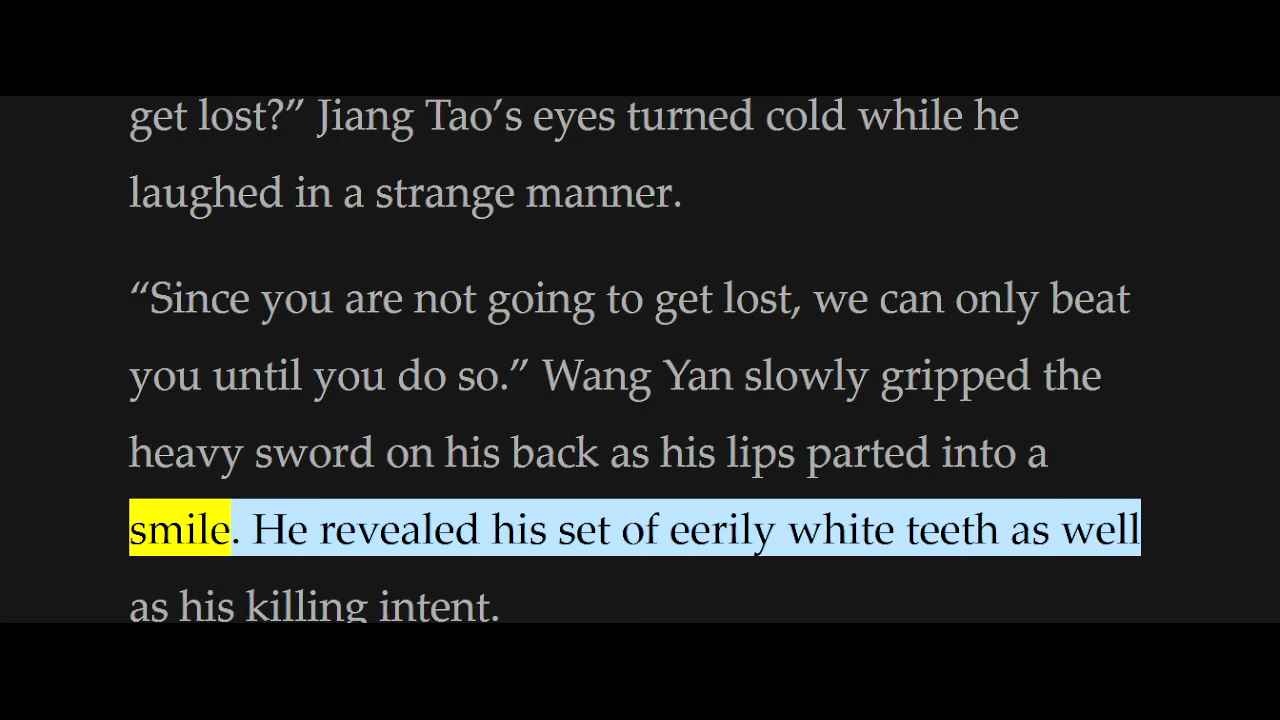 get lost?” Jiang Tao’s eyes turned cold while he
laughed in a strange manner.
“Since you are not going to get lost, we can only beat
you until you do so.” Wang Yan slowly gripped the
heavy sword on his back as his lips parted into a
smile. He revealed his set of eerily white teeth as well
as his killing intent.